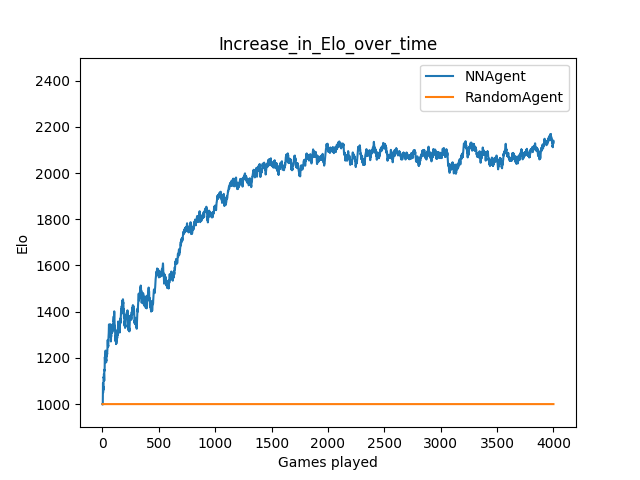 Increase_in_Elo_over_time
NNAgent
RandomAgent
Elo
2400
2200
2000
1800
1600
1400
1200
1000
0 500 1000 1500 2000 2500 3000 3500 4000
Games played